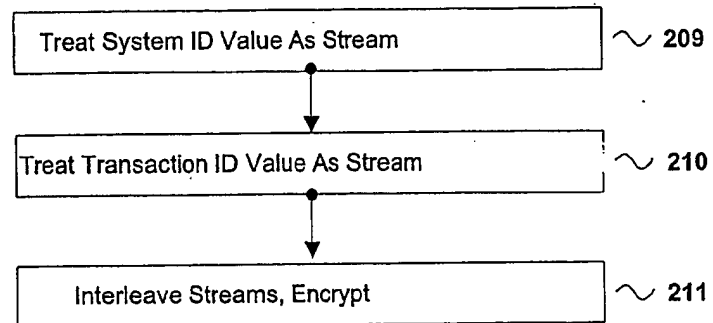 Treat System ID Value As Stream 209
Treat Transaction ID Value As Stream 210
Interleave Streams, Encrypt 211